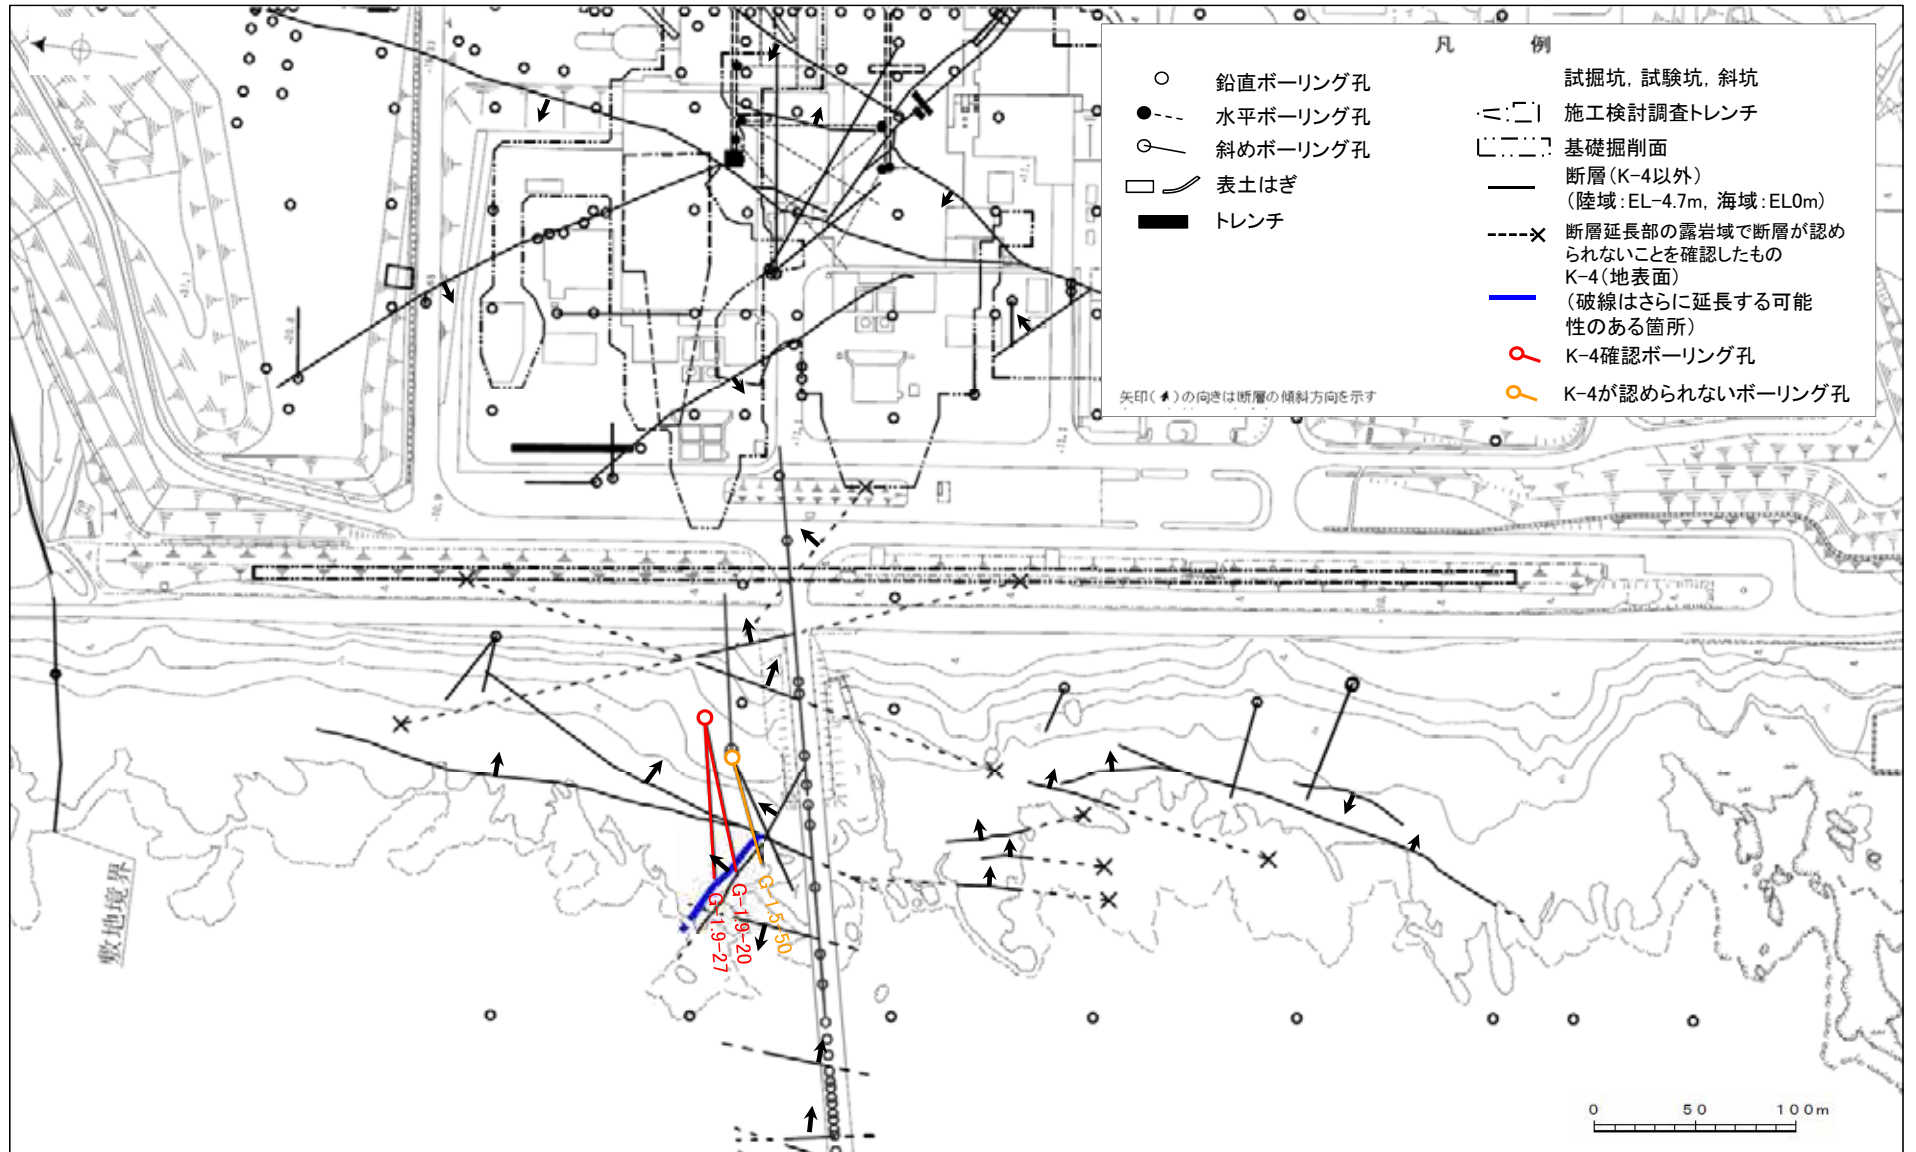 凡　例
鉛直ボーリング孔
水平ボーリング孔
斜めボーリング孔
表土はぎ
トレンチ
試掘坑, 試験坑, 斜坑
施工検討調査トレンチ
基礎掘削面
断層(K-4以外)
(陸域:EL-4.7m, 海域:EL0m)
断層延長部の露岩域で断層が認め
られないことを確認したもの
K-4(地表面)
(破線はさらに延長する可能
性のある箇所)
K-4確認ボーリング孔
K-4が認められないボーリング孔
矢印( )の向きは断層の傾斜方向を示す
敷地境界
G-1.9-27
G-1.9-20
G-1.5-50
0 50 100m